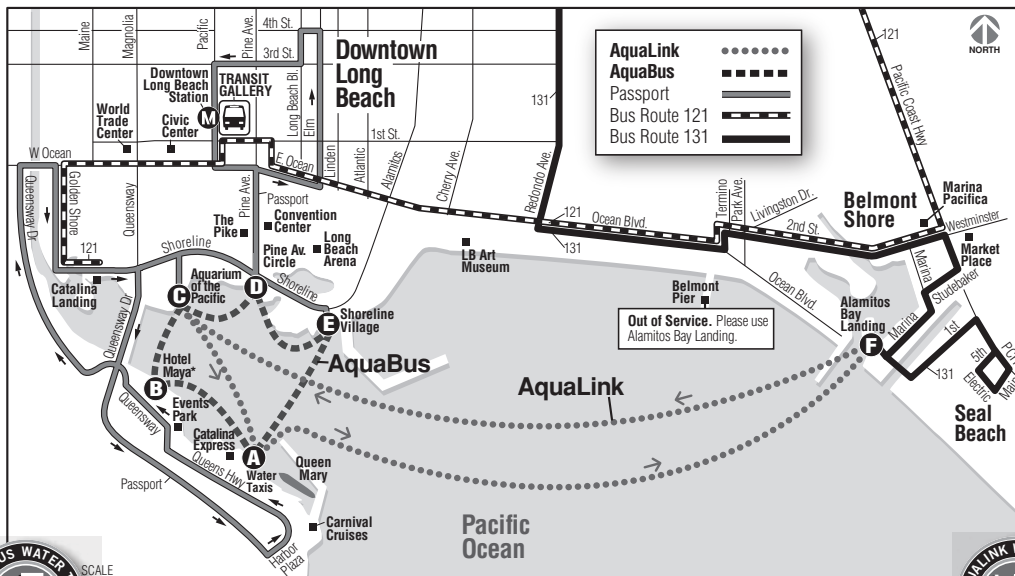 Maine
Magnolia
Pacific
Pine Ave.
4th St.
3rd St.
Downtown
Long
Beach
Downtown
Long Beach
Station
TRANSIT
GALLERY
M
World
Trade
Center
Civic
Center
Long Beach Bl.
Elm
Linden
Atlantic
1st St.
Alamitos
Cherry Ave.
131
Redondo Ave.
AquaLink
AquaBus
Passport
Bus Route 121
Bus Route 131
121
Pacific Coast Hwy
NORTH
W Ocean
E. Ocean
Queensway Dr
Golden Shore
121
Queensway
Pine Ave.
Passport
The
Pike
Convention
Center
Pine Av.
Circle
Long
Beach
Arena
LB Art
Museum
121
Ocean Blvd.
131
Termino
Park Ave.
Livingston Dr.
2nd St.
Belmont
Shore
Marina
Pacifica
Westminster
Market
Place
Shoreline
Shoreline
Catalina
Landing
C
Aquarium
of the
Pacific
D
E
Shoreline
Village
Belmont
Pier
Out of Service. Please use
Alamitos Bay Landing.
Ocean Blvd.
Alamitos
Bay
Landing
F
Marina
Marina
Studebaker
1st
131
5th
Electric
Main
PCH
Seal
Beach
Queensway Dr
Hotel
Maya*
B
Events
Park
AquaBus
AquaLink
Queensway
Catalina
Express
A
Water
Taxis
Queen
Mary
Queens Hwy
Passport
Carnival
Cruises
Harbor
Plaza
Pacific
Ocean
US WATER T
SCALE
UALINK